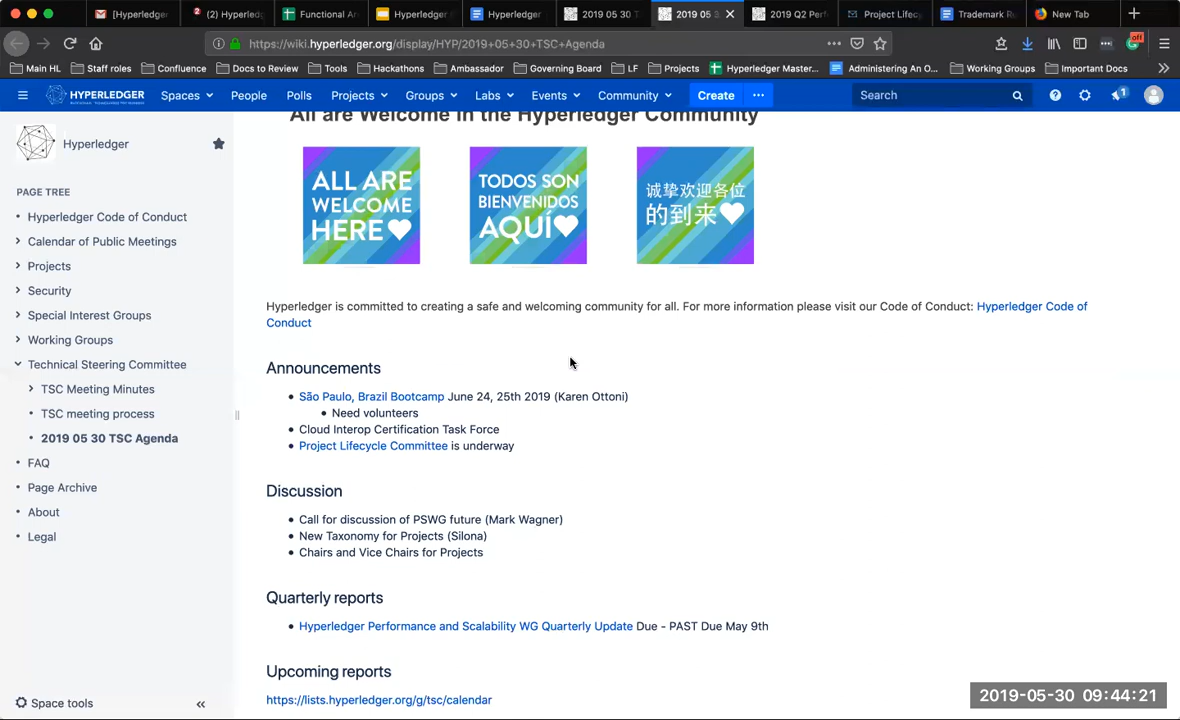 [Hyperledger
(2) Hyperled
Functional An
Hyperledger
Hyperledger
2019 05 30 T
2019 05 3
2019 Q2 Perf
Project Lifec
Trademark R
New Tab
https://wiki.hyperledger.org/display/HYP/2019+05+30+TSC+Agenda
off
Main HL
Staff roles
Confluence
Docs to Review
Tools
Hackathons
Ambassador
Governing Board
LF
Projects
Hyperledger Master...
Administering An O...
Working Groups
Important Docs
HYPERLEDGER
Spaces
People
Polls
Projects
Groups
Labs
Events
Community
Create
Search
1
Hyperledger
PAGE TREE
Hyperledger Code of Conduct
Calendar of Public Meetings
Projects
Security
Special Interest Groups
Working Groups
Technical Steering Committee
TSC Meeting Minutes
TSC meeting process
2019 05 30 TSC Agenda
FAQ
Page Archive
About
Legal
Space tools
All are Welcome in the Hyperledger Community
ALL ARE
WELCOME
HERE
TODOS SON
BIENVENIDOS
AQUÍ
诚挚欢迎各位
的到来
Hyperledger is committed to creating a safe and welcoming community for all. For more information please visit our Code of Conduct: Hyperledger Code of
Conduct
Announcements
• São Paulo, Brazil Bootcamp June 24, 25th 2019 (Karen Ottoni)
• Need volunteers
• Cloud Interop Certification Task Force
• Project Lifecycle Committee is underway
Discussion
• Call for discussion of PSWG future (Mark Wagner)
• New Taxonomy for Projects (Silona)
• Chairs and Vice Chairs for Projects
Quarterly reports
• Hyperledger Performance and Scalability WG Quarterly Update Due - PAST Due May 9th
Upcoming reports
https://lists.hyperledger.org/g/tsc/calendar
2019-05-30 09:44:21